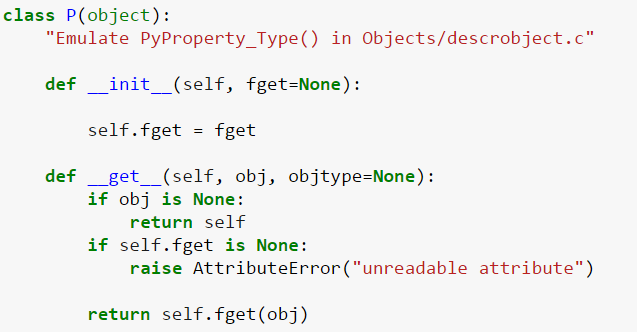 class P(object):
    "Emulate PyProperty_Type() in Objects/descrobject.c"
    def __init__(self, fget=None):
        self.fget = fget
    def __get__(self, obj, objtype=None):
        if obj is None:
            return self
        if self.fget is None:
            raise AttributeError("unreadable attribute")
        return self.fget(obj)